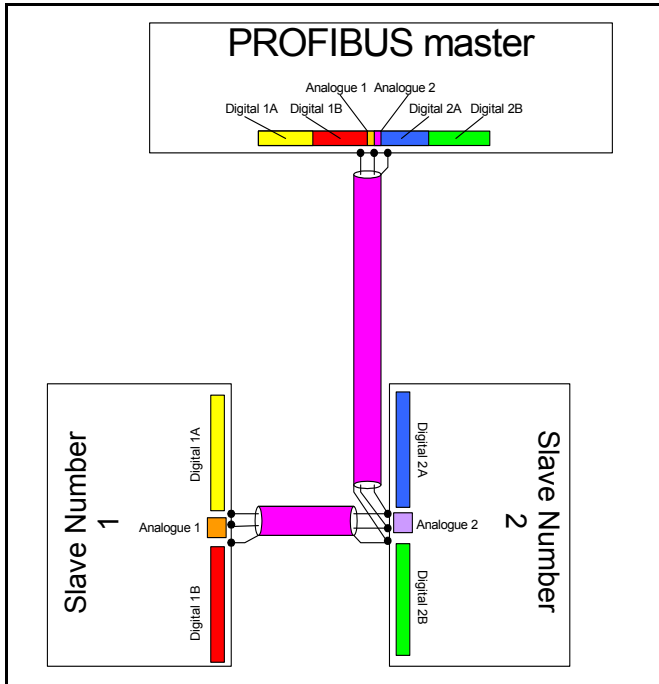 PROFIBUS master
Analogue 1 Analogue 2
Digital 1A Digital 1B Digital 2A Digital 2B
Slave Number
1
Digital 1A
Analogue 1
Digital 1B
Digital 2A
Analogue 2
Digital 2B
Slave Number
2